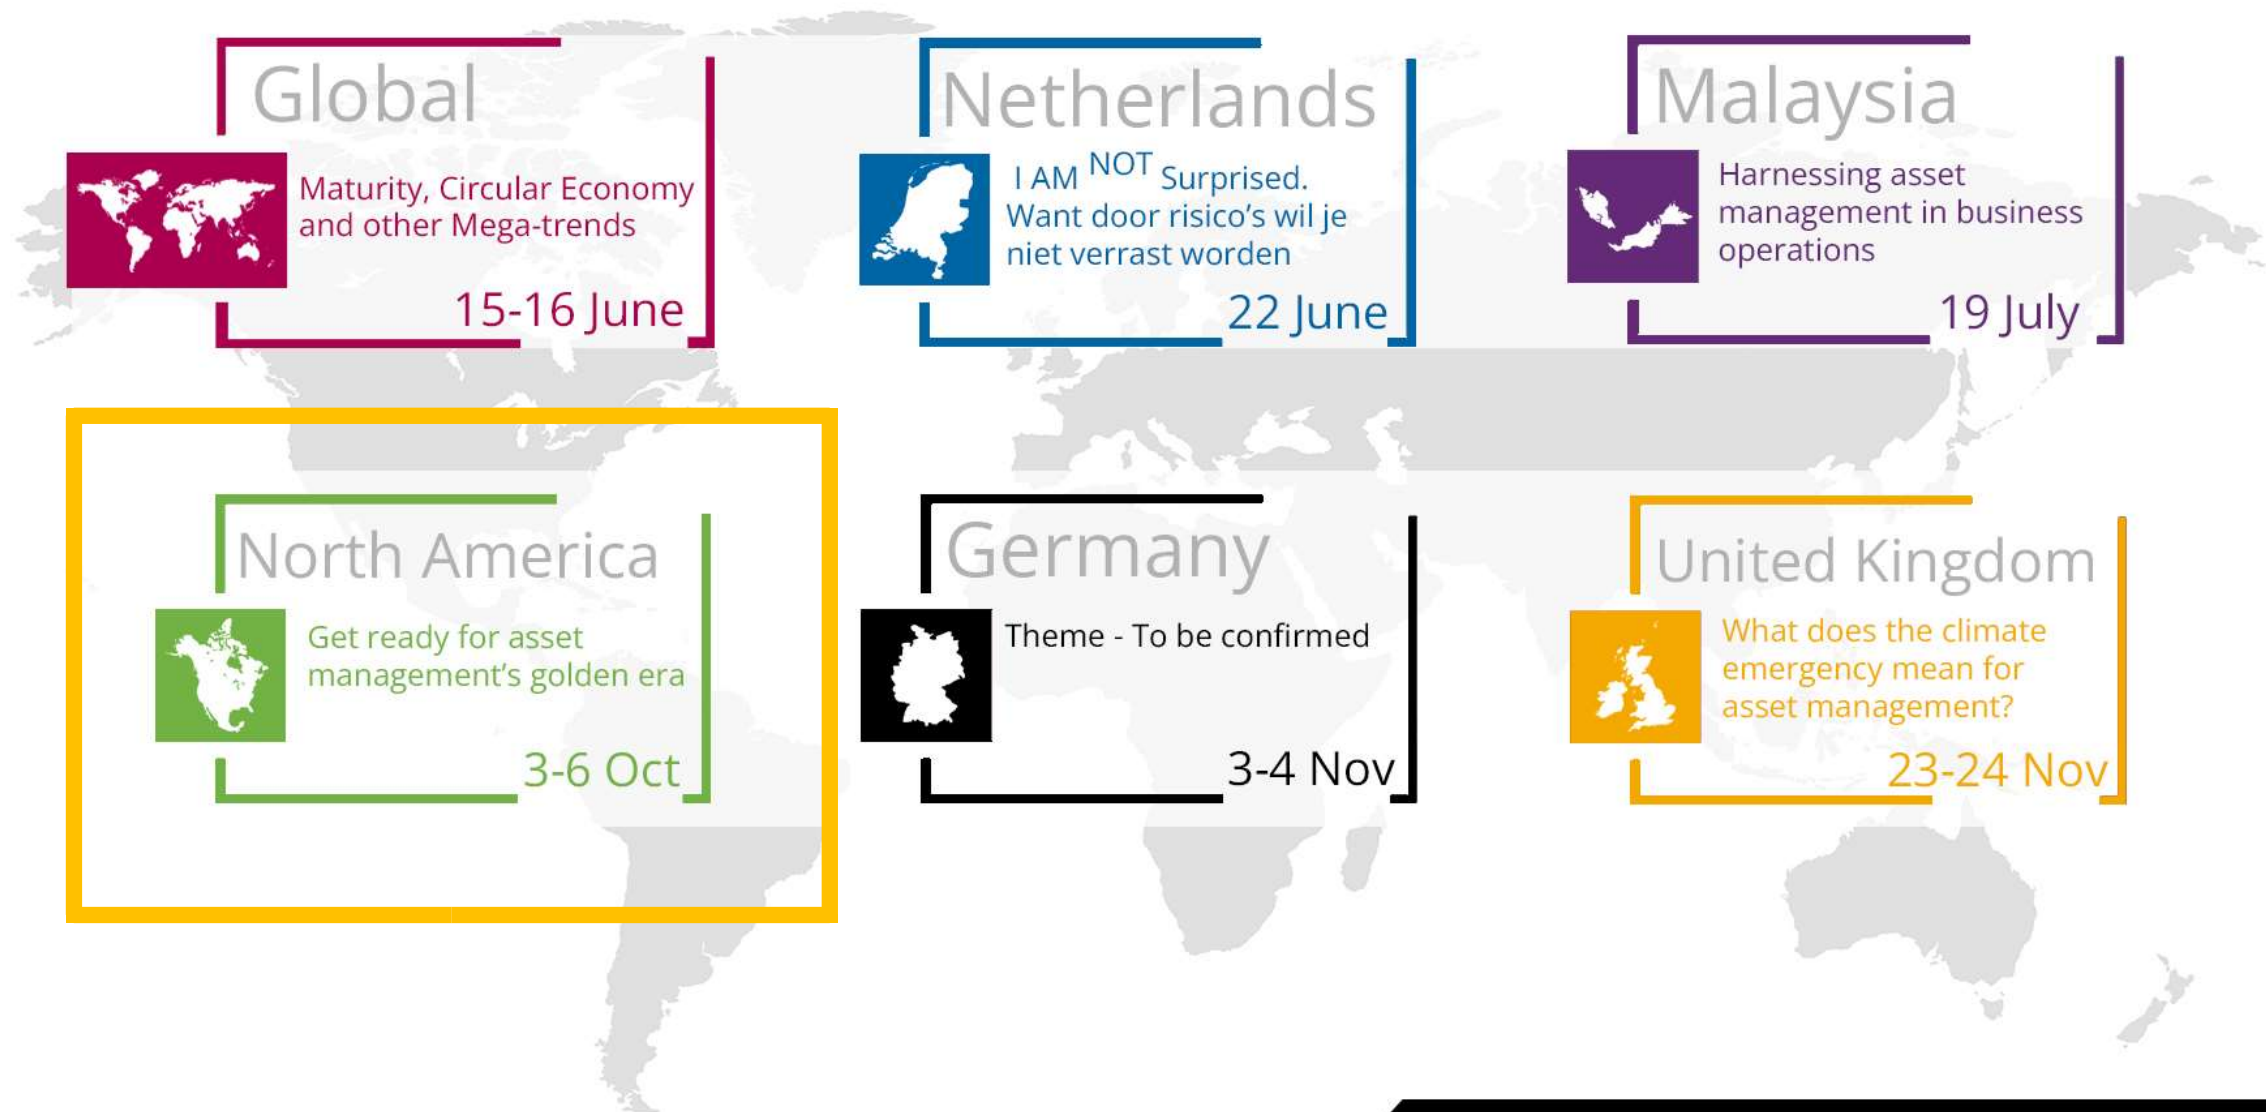 Global
Maturity, Circular Economy
and other Mega-trends
15-16 June
Netherlands
I AM NOT Surprised.
Want door risico's wil je
niet verrast worden
22 June
Malaysia
Harnessing asset
management in business
operations
19 July
North America
Get ready for asset
management's golden era
3-6 Oct
Germany
Theme - To be confirmed
3-4 Nov
United Kingdom
What does the climate
emergency mean for
asset management?
23-24 Nov